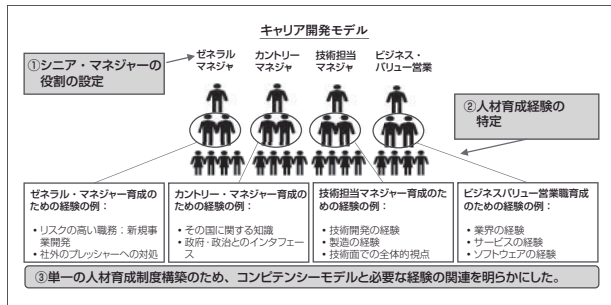 キャリア開発モデル
①シニア・マネジャーの
役割の設定
ゼネラル
マネジャ
カントリー
マネジャ
技術担当
マネジャ
ビジネス・
バリュー営業
②人材育成経験の
特定
ゼネラル・マネジャー育成の
ための経験の例：
• リスクの高い職務：新規事
業開発
• 社外のプレッシャーへの対処
カントリー・マネジャー育成の
ための経験の例：
• その国に関する知識
• 政府・政治とのインタフェー
ス
技術担当マネジャー育成のた
めの経験の例：
• 技術開発の経験
• 製造の経験
• 技術面での全体的視点
ビジネスバリュー営業職育成
のための経験の例：
• 業界の経験
• サービスの経験
• ソフトウェアの経験
③単一の人材育成制度構築のため、コンピテンシーモデルと必要な経験の関連を明らかにした。